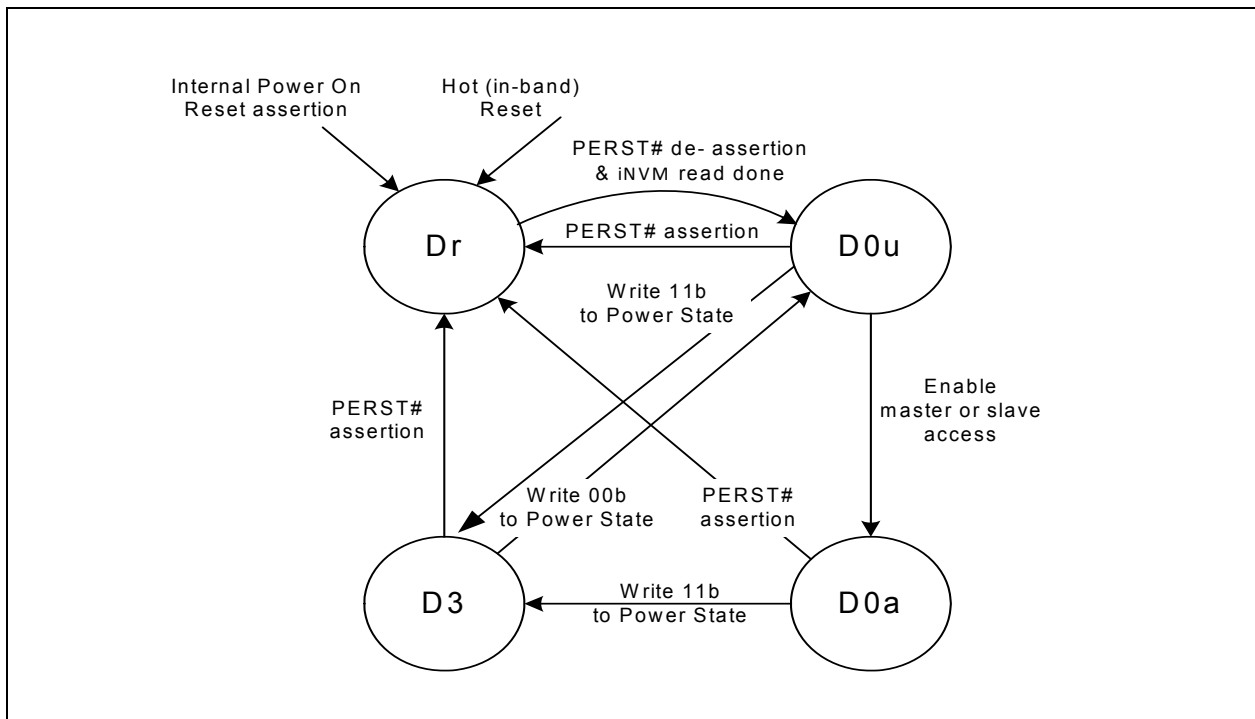 Internal Power On
Reset assertion
Hot (in-band)
Reset
PERST# de- assertion
& iNVM read done
PERST# assertion
Dr
D0u
Write 11b
to Power State
Enable
master or slave
access
PERST#
assertion
Write 00b
to Power State
PERST#
assertion
D3
Write 11b
to Power State
D0a